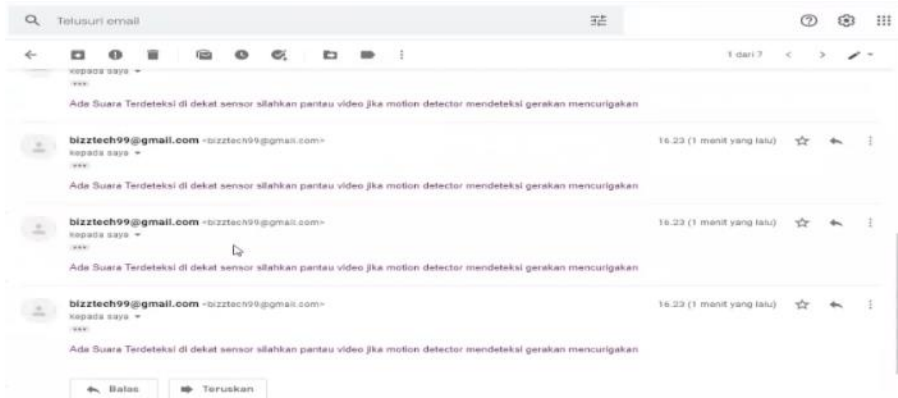 Telusuri email
1 dari 7
kepada saya
Ada Suara Terdeteksi di dekat sensor silahkan pantau video jika motion detector mendeteksi gerakan mencurigakan
bizztech99@gmail.com <bizztech99@gmail.com> 16.23 (1 menit yang lalu)
kepada saya
Ada Suara Terdeteksi di dekat sensor silahkan pantau video jika motion detector mendeteksi gerakan mencurigakan
bizztech99@gmail.com <bizztech99@gmail.com> 16.23 (1 menit yang lalu)
kepada saya
Ada Suara Terdeteksi di dekat sensor silahkan pantau video jika motion detector mendeteksi gerakan mencurigakan
bizztech99@gmail.com <bizztech99@gmail.com> 16.23 (1 menit yang lalu)
kepada saya
Ada Suara Terdeteksi di dekat sensor silahkan pantau video jika motion detector mendeteksi gerakan mencurigakan
Balas Teruskan